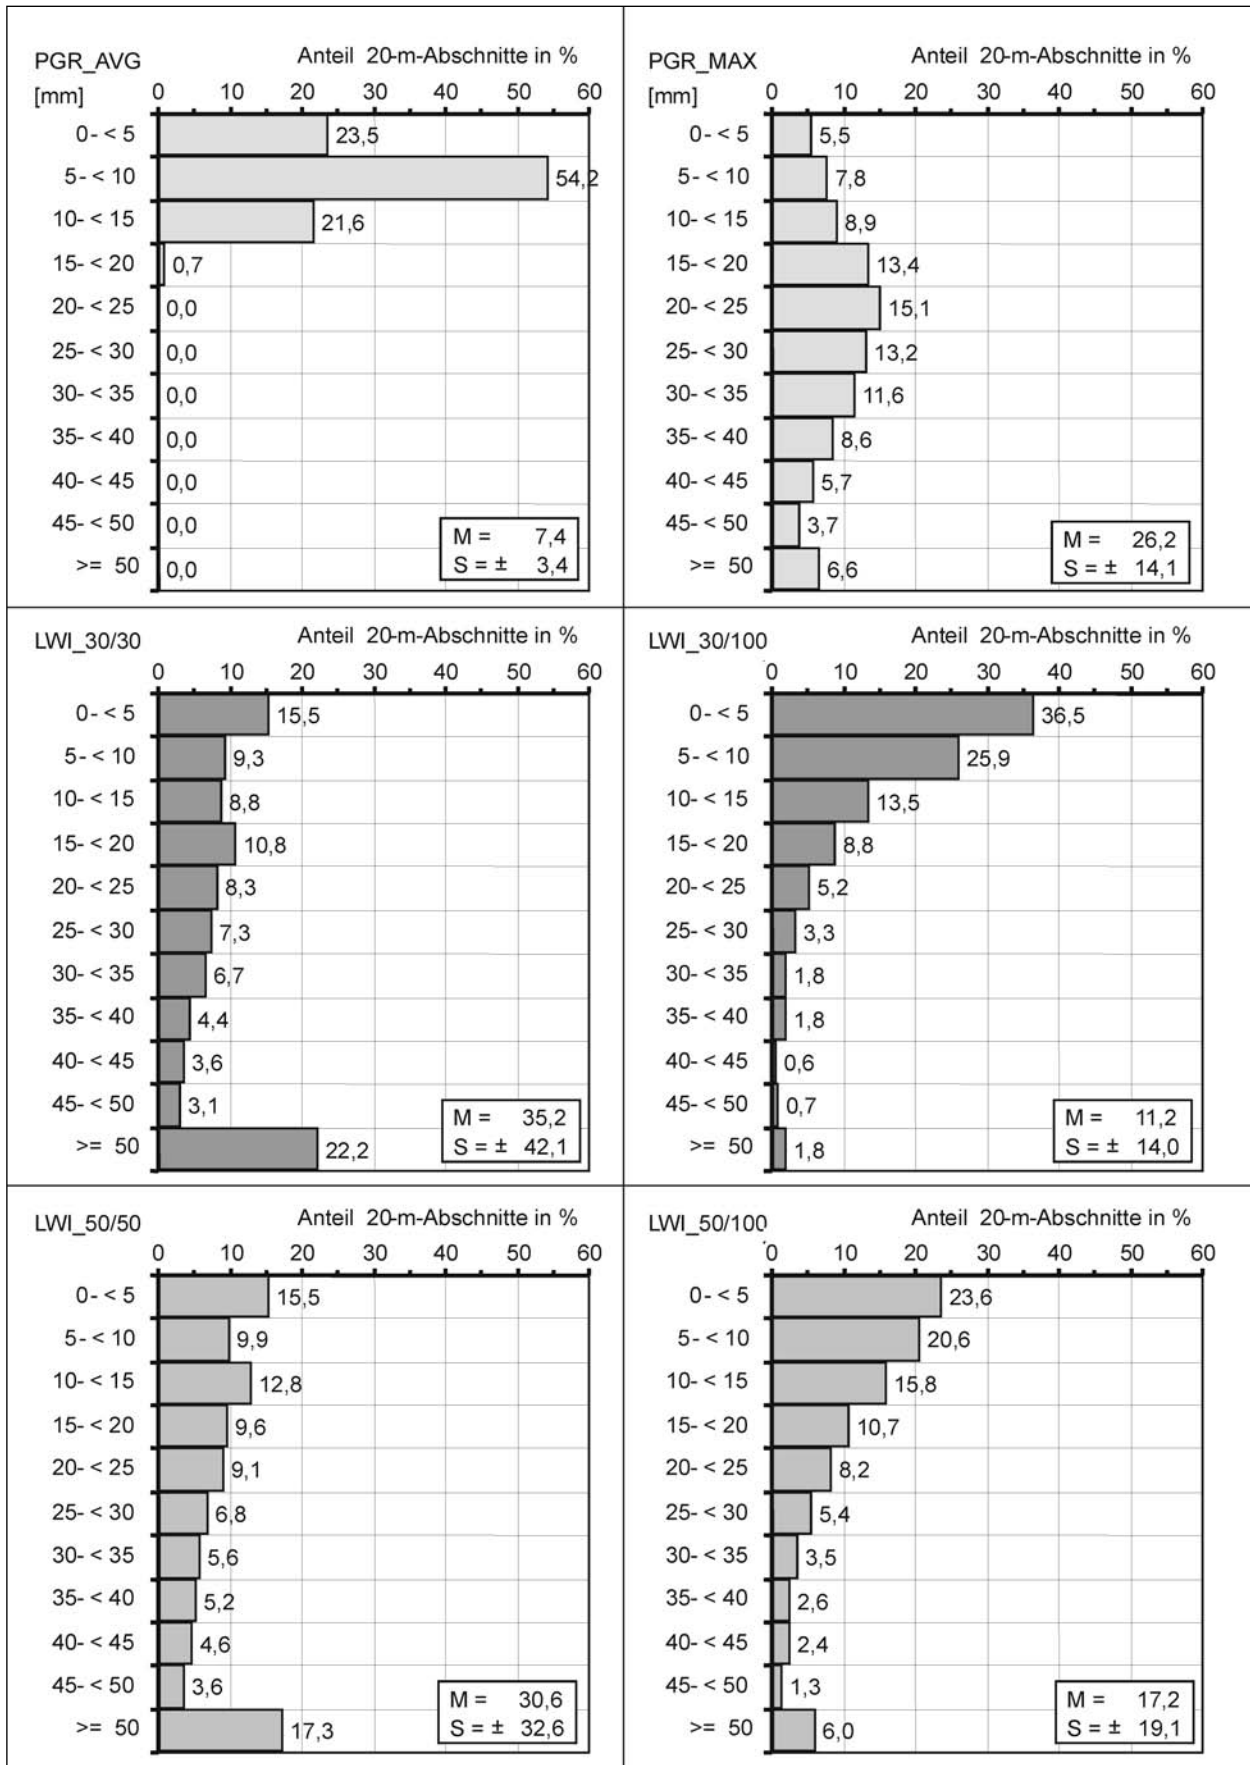 PGR_AVG Anteil 20-m-Abschnitte in %
[mm] 0 10 20 30 40 50 60
0- < 5 23,5
5- < 10 54,2
10- < 15 21,6
15- < 20 0,7
20- < 25 0,0
25- < 30 0,0
30- < 35 0,0
35- < 40 0,0
40- < 45 0,0
45- < 50 0,0
>= 50 0,0
M = 7,4
S = ± 3,4
PGR_MAX Anteil 20-m-Abschnitte in %
[mm] 0 10 20 30 40 50 60
0- < 5 5,5
5- < 10 7,8
10- < 15 8,9
15- < 20 13,4
20- < 25 15,1
25- < 30 13,2
30- < 35 11,6
35- < 40 8,6
40- < 45 5,7
45- < 50 3,7
>= 50 6,6
M = 26,2
S = ± 14,1
LWI_30/30 Anteil 20-m-Abschnitte in %
0 10 20 30 40 50 60
0- < 5 15,5
5- < 10 9,3
10- < 15 8,8
15- < 20 10,8
20- < 25 8,3
25- < 30 7,3
30- < 35 6,7
35- < 40 4,4
40- < 45 3,6
45- < 50 3,1
>= 50 22,2
M = 35,2
S = ± 42,1
LWI_30/100 Anteil 20-m-Abschnitte in %
0 10 20 30 40 50 60
0- < 5 36,5
5- < 10 25,9
10- < 15 13,5
15- < 20 8,8
20- < 25 5,2
25- < 30 3,3
30- < 35 1,8
35- < 40 1,8
40- < 45 0,6
45- < 50 0,7
>= 50 1,8
M = 11,2
S = ± 14,0
LWI_50/50 Anteil 20-m-Abschnitte in %
0 10 20 30 40 50 60
0- < 5 15,5
5- < 10 9,9
10- < 15 12,8
15- < 20 9,6
20- < 25 9,1
25- < 30 6,8
30- < 35 5,6
35- < 40 5,2
40- < 45 4,6
45- < 50 3,6
>= 50 17,3
M = 30,6
S = ± 32,6
LWI_50/100 Anteil 20-m-Abschnitte in %
0 10 20 30 40 50 60
0- < 5 23,6
5- < 10 20,6
10- < 15 15,8
15- < 20 10,7
20- < 25 8,2
25- < 30 5,4
30- < 35 3,5
35- < 40 2,6
40- < 45 2,4
45- < 50 1,3
>= 50 6,0
M = 17,2
S = ± 19,1